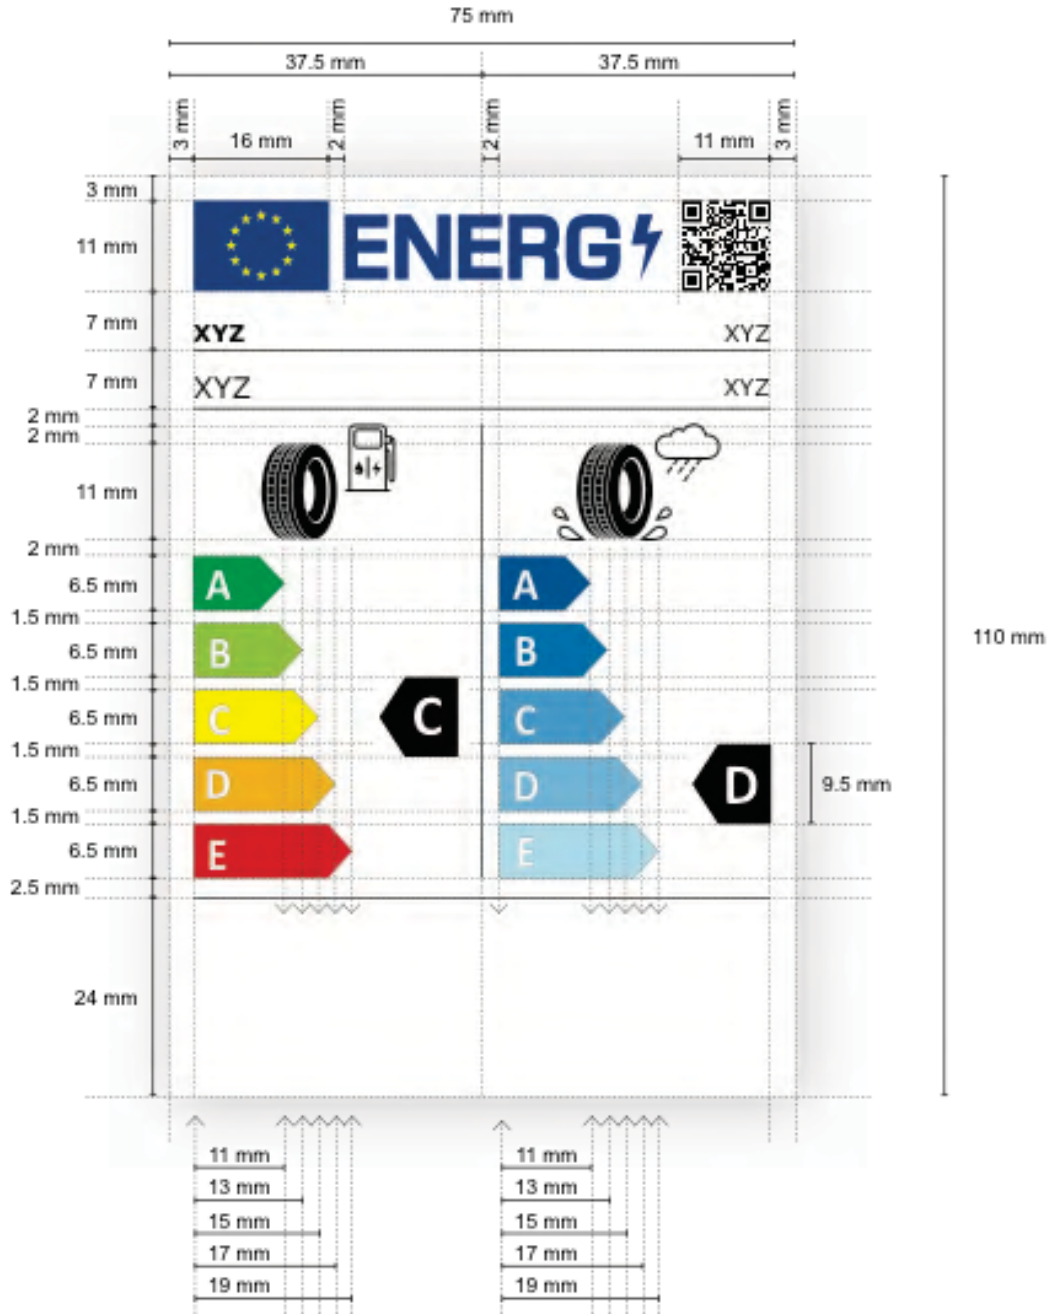 75 mm
37.5 mm 37.5 mm
3 mm 16 mm 2 mm 2 mm 11 mm 3 mm
3 mm
11 mm ENERG
7 mm XYZ XYZ
7 mm XYZ XYZ
2 mm
2 mm
11 mm
2 mm
6.5 mm A A
1.5 mm
6.5 mm B B
110 mm
1.5 mm
6.5 mm C C C
1.5 mm
6.5 mm D D D 9.5 mm
1.5 mm
6.5 mm E E
2.5 mm
24 mm
11 mm 11 mm
13 mm 13 mm
15 mm 15 mm
17 mm 17 mm
19 mm 19 mm